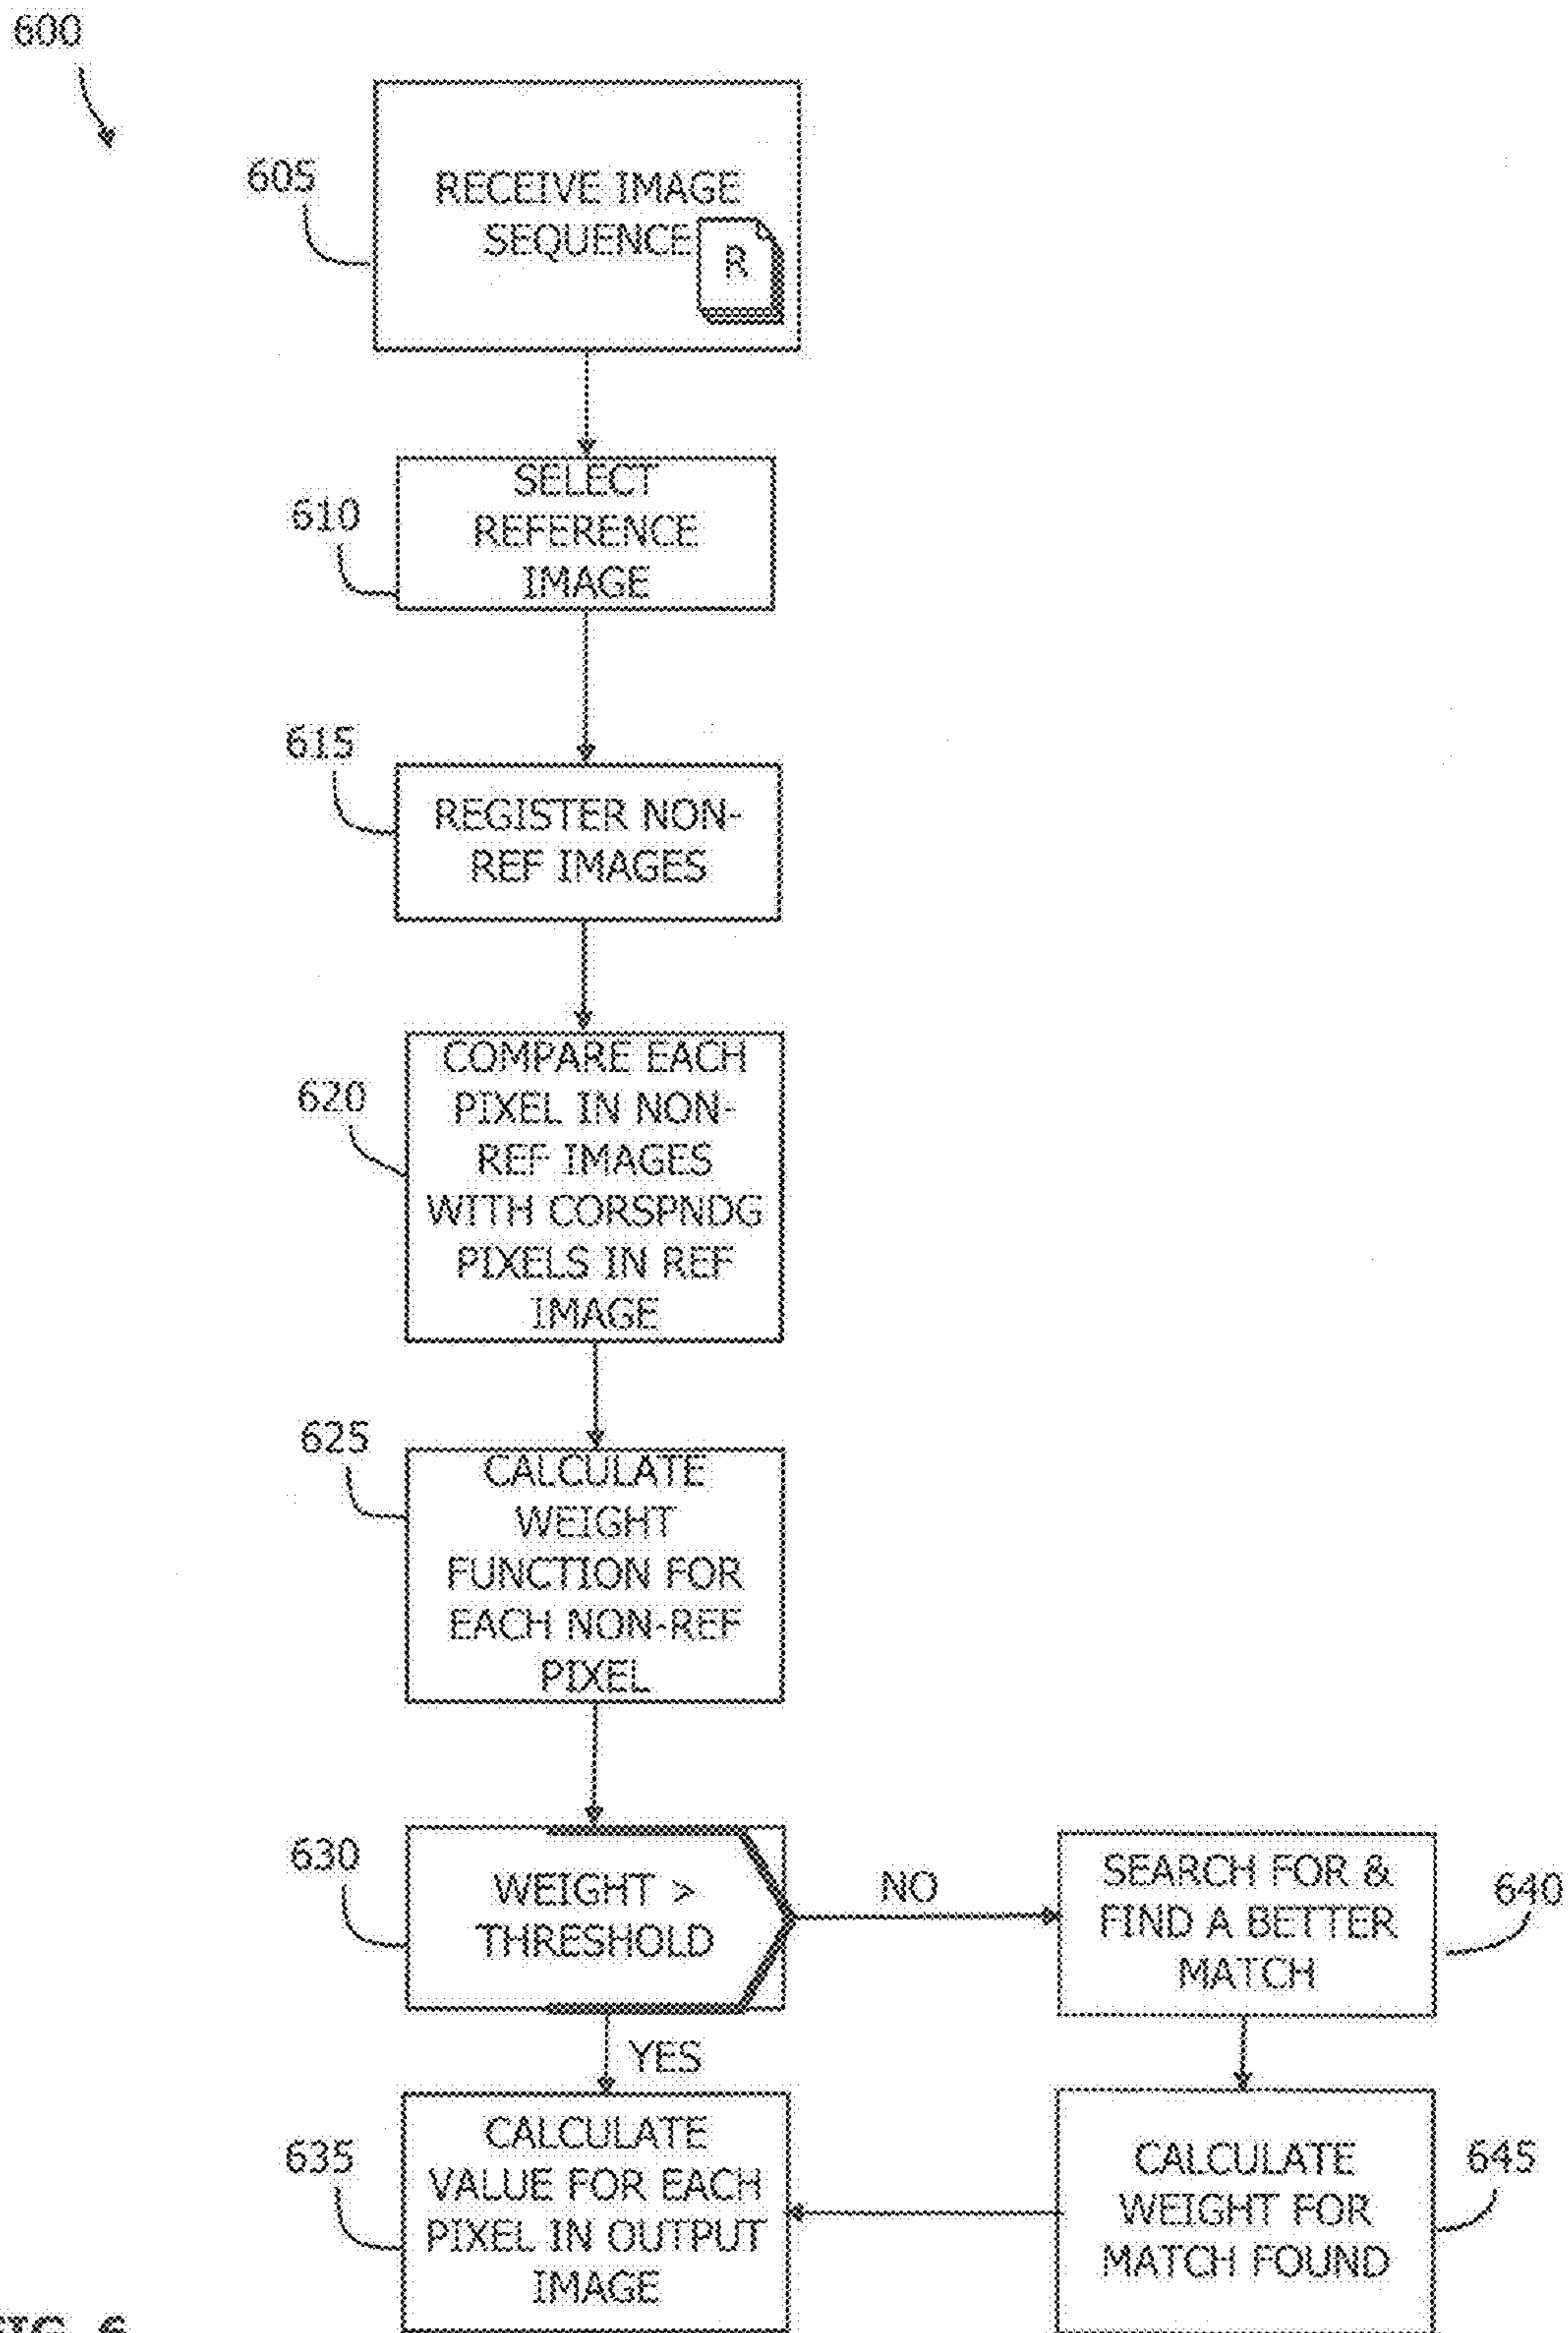 600
605
RECEIVE IMAGE
SEQUENCE
R
610
SELECT
REFERENCE
IMAGE
615
REGISTER NON-
REF IMAGES
620
COMPARE EACH
PIXEL IN NON-
REF IMAGES
WITH CORSPNDG
PIXELS IN REF
IMAGE
625
CALCULATE
WEIGHT
FUNCTION FOR
EACH NON-REF
PIXEL
630
WEIGHT >
THRESHOLD
NO
SEARCH FOR &
FIND A BETTER
MATCH
640
YES
635
CALCULATE
VALUE FOR EACH
PIXEL IN OUTPUT
IMAGE
CALCULATE
WEIGHT FOR
MATCH FOUND
645
FIG. 6